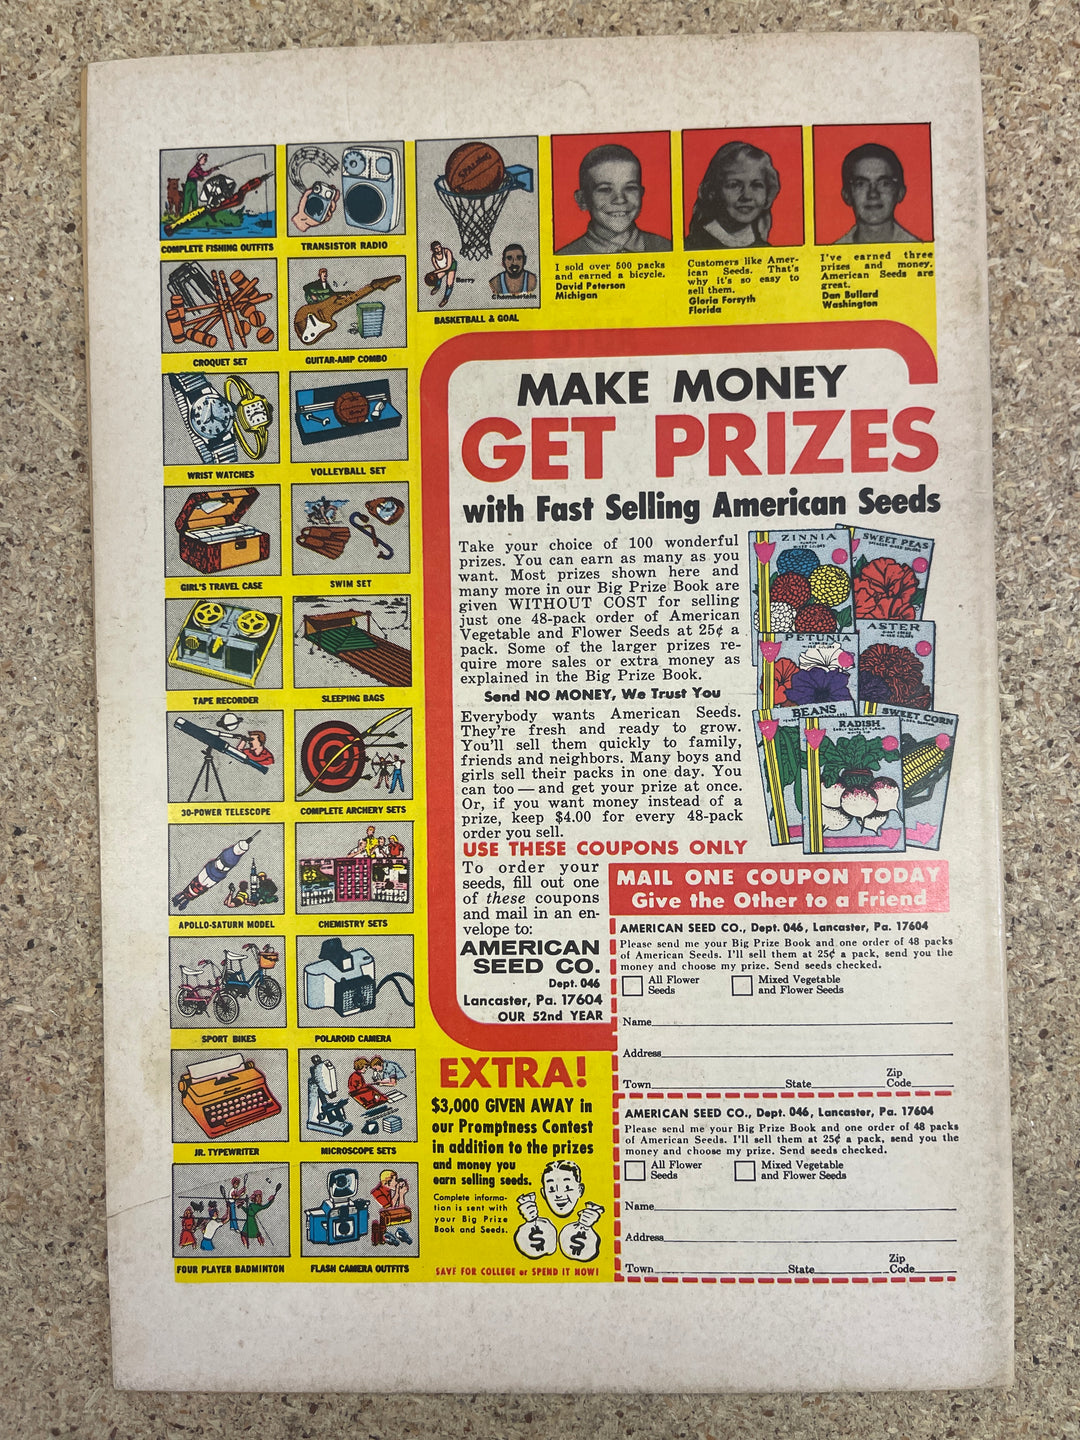 COMPLETE FISHING OUTFITS
TRANSISTOR RADIO
SPALDING
Barry
Chamberlain
BASKETBALL & GOAL
CROQUET SET
GUITAR-AMP COMBO
WRIST WATCHES
VOLLEYBALL SET
GIRL'S TRAVEL CASE
SWIM SET
TAPE RECORDER
SLEEPING BAGS
30-POWER TELESCOPE
COMPLETE ARCHERY SETS
APOLLO-SATURN MODEL
CHEMISTRY SETS
SPORT BIKES
POLAROID CAMERA
JR. TYPEWRITER
MICROSCOPE SETS
FOUR PLAYER BADMINTON
FLASH CAMERA OUTFITS
I sold over 500 packs
and earned a bicycle.
David Peterson
Michigan
Customers like Amer-
ican Seeds. That's
why it's so easy to
sell them.
Gloria Forsyth
Florida
I've earned three
prizes and money.
American Seeds are
great.
Dan Bullard
Washington
MAKE MONEY
GET PRIZES
with Fast Selling American Seeds
Take your choice of 100 wonderful
prizes. You can earn as many as you
want. Most prizes shown here and
many more in our Big Prize Book are
given WITHOUT COST for selling
just one 48-pack order of American
Vegetable and Flower Seeds at 25¢ a
pack. Some of the larger prizes re-
quire more sales or extra money as
explained in the Big Prize Book.
Send NO MONEY, We Trust You
Everybody wants American Seeds.
They're fresh and ready to grow.
You'll sell them quickly to family,
friends and neighbors. Many boys and
girls sell their packs in one day. You
can too — and get your prize at once.
Or, if you want money instead of a
prize, keep $4.00 for every 48-pack
order you sell.
USE THESE COUPONS ONLY
ZINNIA
SWEET PEAS
PETUNIA
ASTER
BEANS
RADISH
SWEET CORN
To order your
seeds, fill out one
of these coupons
and mail in an en-
velope to:
AMERICAN
SEED CO.
Dept. 046
Lancaster, Pa. 17604
OUR 52nd YEAR
MAIL ONE COUPON TODAY
Give the Other to a Friend
AMERICAN SEED CO., Dept. 046, Lancaster, Pa. 17604
Please send me your Big Prize Book and one order of 48 packs
of American Seeds. I'll sell them at 25¢ a pack, send you the
money and choose my prize. Send seeds checked.
All Flower Seeds
Mixed Vegetable and Flower Seeds
Name
Address
Town State Zip Code
AMERICAN SEED CO., Dept. 046, Lancaster, Pa. 17604
Please send me your Big Prize Book and one order of 48 packs
of American Seeds. I'll sell them at 25¢ a pack, send you the
money and choose my prize. Send seeds checked.
All Flower Seeds
Mixed Vegetable and Flower Seeds
Name
Address
Town State Zip Code
EXTRA!
$3,000 GIVEN AWAY in
our Promptness Contest
in addition to the prizes
and money you
earn selling seeds.
Complete informa-
tion is sent with
your Big Prize
Book and Seeds.
$ $
SAVE FOR COLLEGE or SPEND IT NOW!